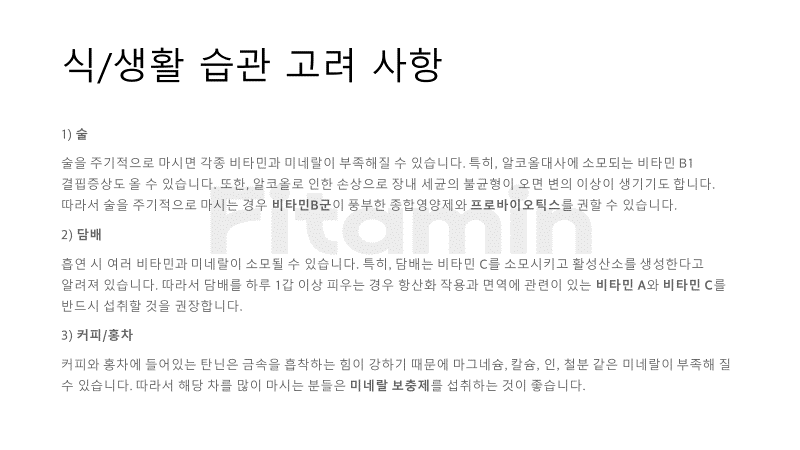 식/생활 습관 고려 사항
1) 술
술을 주기적으로 마시면 각종 비타민과 미네랄이 부족해질 수 있습니다. 특히, 알코올대사에 소모되는 비타민 B1
결핍증상도 올 수 있습니다. 또한, 알코올로 인한 손상으로 장내 세균의 불균형이 오면 변의 이상이 생기기도 합니다.
따라서 술을 주기적으로 마시는 경우 비타민B군이 풍부한 종합영양제와 프로바이오틱스를 권할 수 있습니다.
Fitamin
2) 담배
흡연 시 여러 비타민과 미네랄이 소모될 수 있습니다. 특히, 담배는 비타민 C를 소모시키고 활성산소를 생성한다고
알려져 있습니다. 따라서 담배를 하루 1갑 이상 피우는 경우 항산화 작용과 면역에 관련이 있는 비타민 A와 비타민 C를
반드시 섭취할 것을 권장합니다.
3) 커피/홍차
커피와 홍차에 들어있는 탄닌은 금속을 흡착하는 힘이 강하기 때문에 마그네슘, 칼슘, 인, 철분 같은 미네랄이 부족해 질
수 있습니다. 따라서 해당 차를 많이 마시는 분들은 미네랄 보충제를 섭취하는 것이 좋습니다.